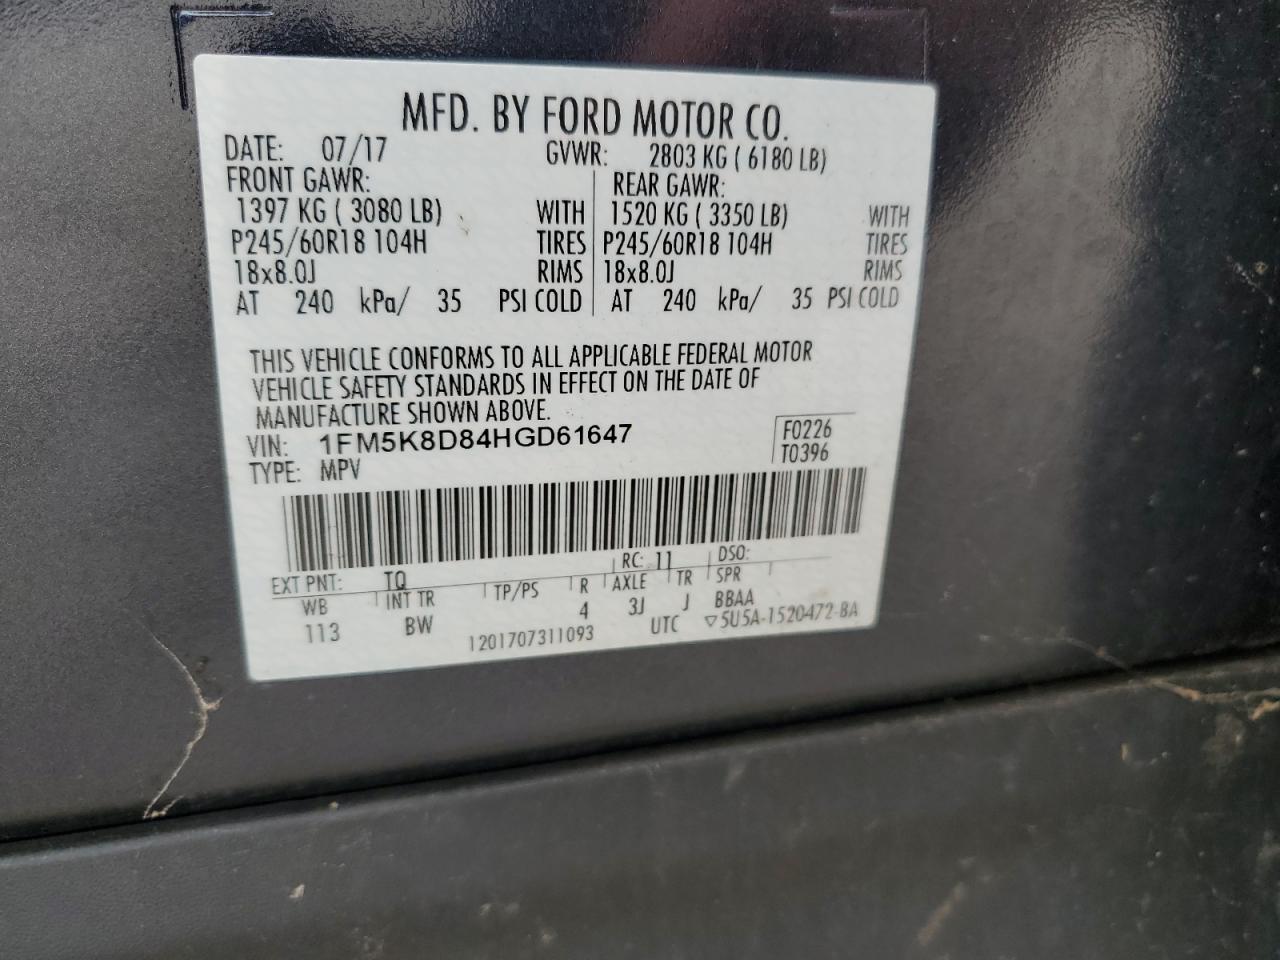 MFD. BY FORD MOTOR CO.
DATE: 07/17 GVWR: 2803 KG ( 6180 LB)
FRONT GAWR: REAR GAWR:
1397 KG ( 3080 LB) WITH 1520 KG ( 3350 LB) WITH
P245/60R18 104H TIRES P245/60R18 104H TIRES
18x8.0J RIMS 18x8.0J RIMS
AT 240 kPa/ 35 PSI COLD AT 240 kPa/ 35 PSI COLD
THIS VEHICLE CONFORMS TO ALL APPLICABLE FEDERAL MOTOR
VEHICLE SAFETY STANDARDS IN EFFECT ON THE DATE OF
MANUFACTURE SHOWN ABOVE.
VIN: 1FM5K8D84HGD61647 F0226
TYPE: MPV T0396
EXT PNT: TQ RC: 11 DSO:
WB INT TR TP/PS R AXLE TR SPR
113 BW 4 3J J BBAA
1201707311093 UTC ▽5U5A-1520472-BA